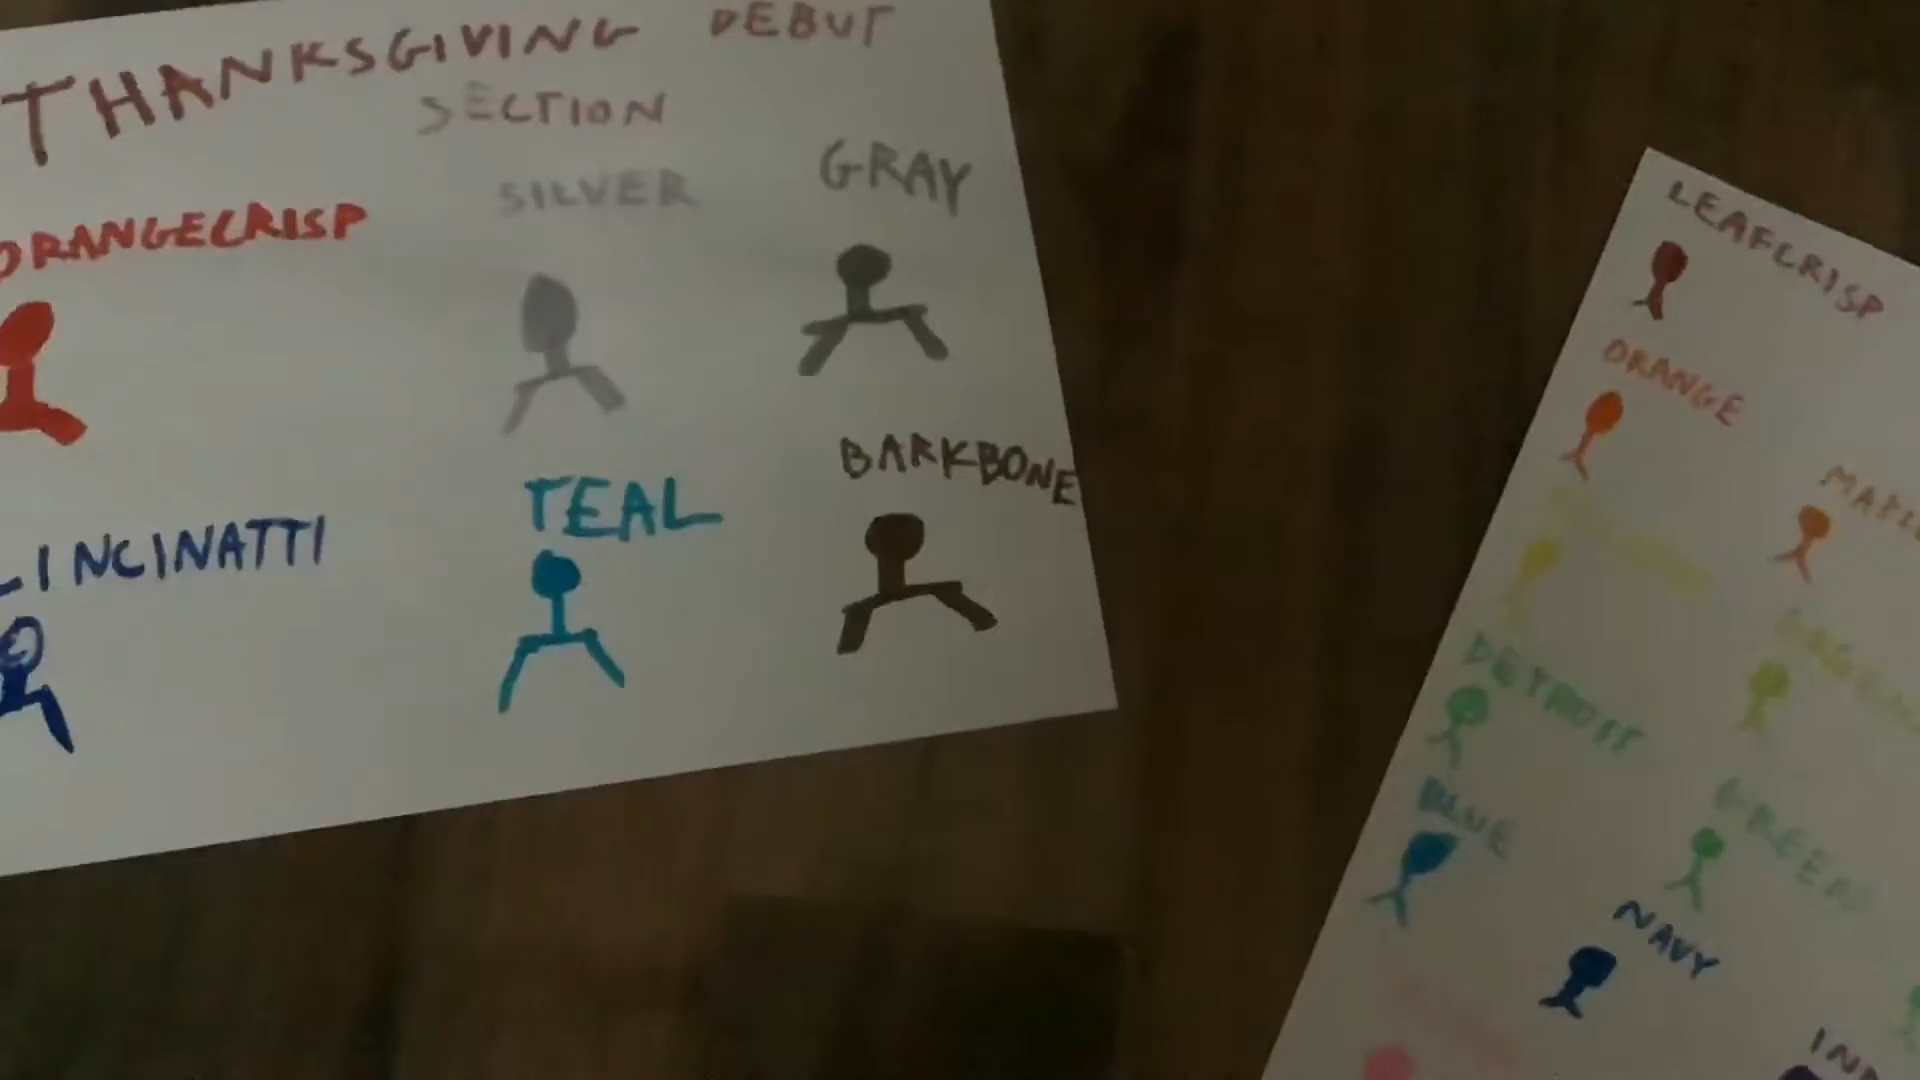 THANKSGIVING DEBUT
SECTION
ORANGECRISP
SILVER
GRAY
INCINATTI
TEAL
BARKBONE
LEAFCRISP
ORANGE
DETROIT
BLUE
GREEN
NAVY